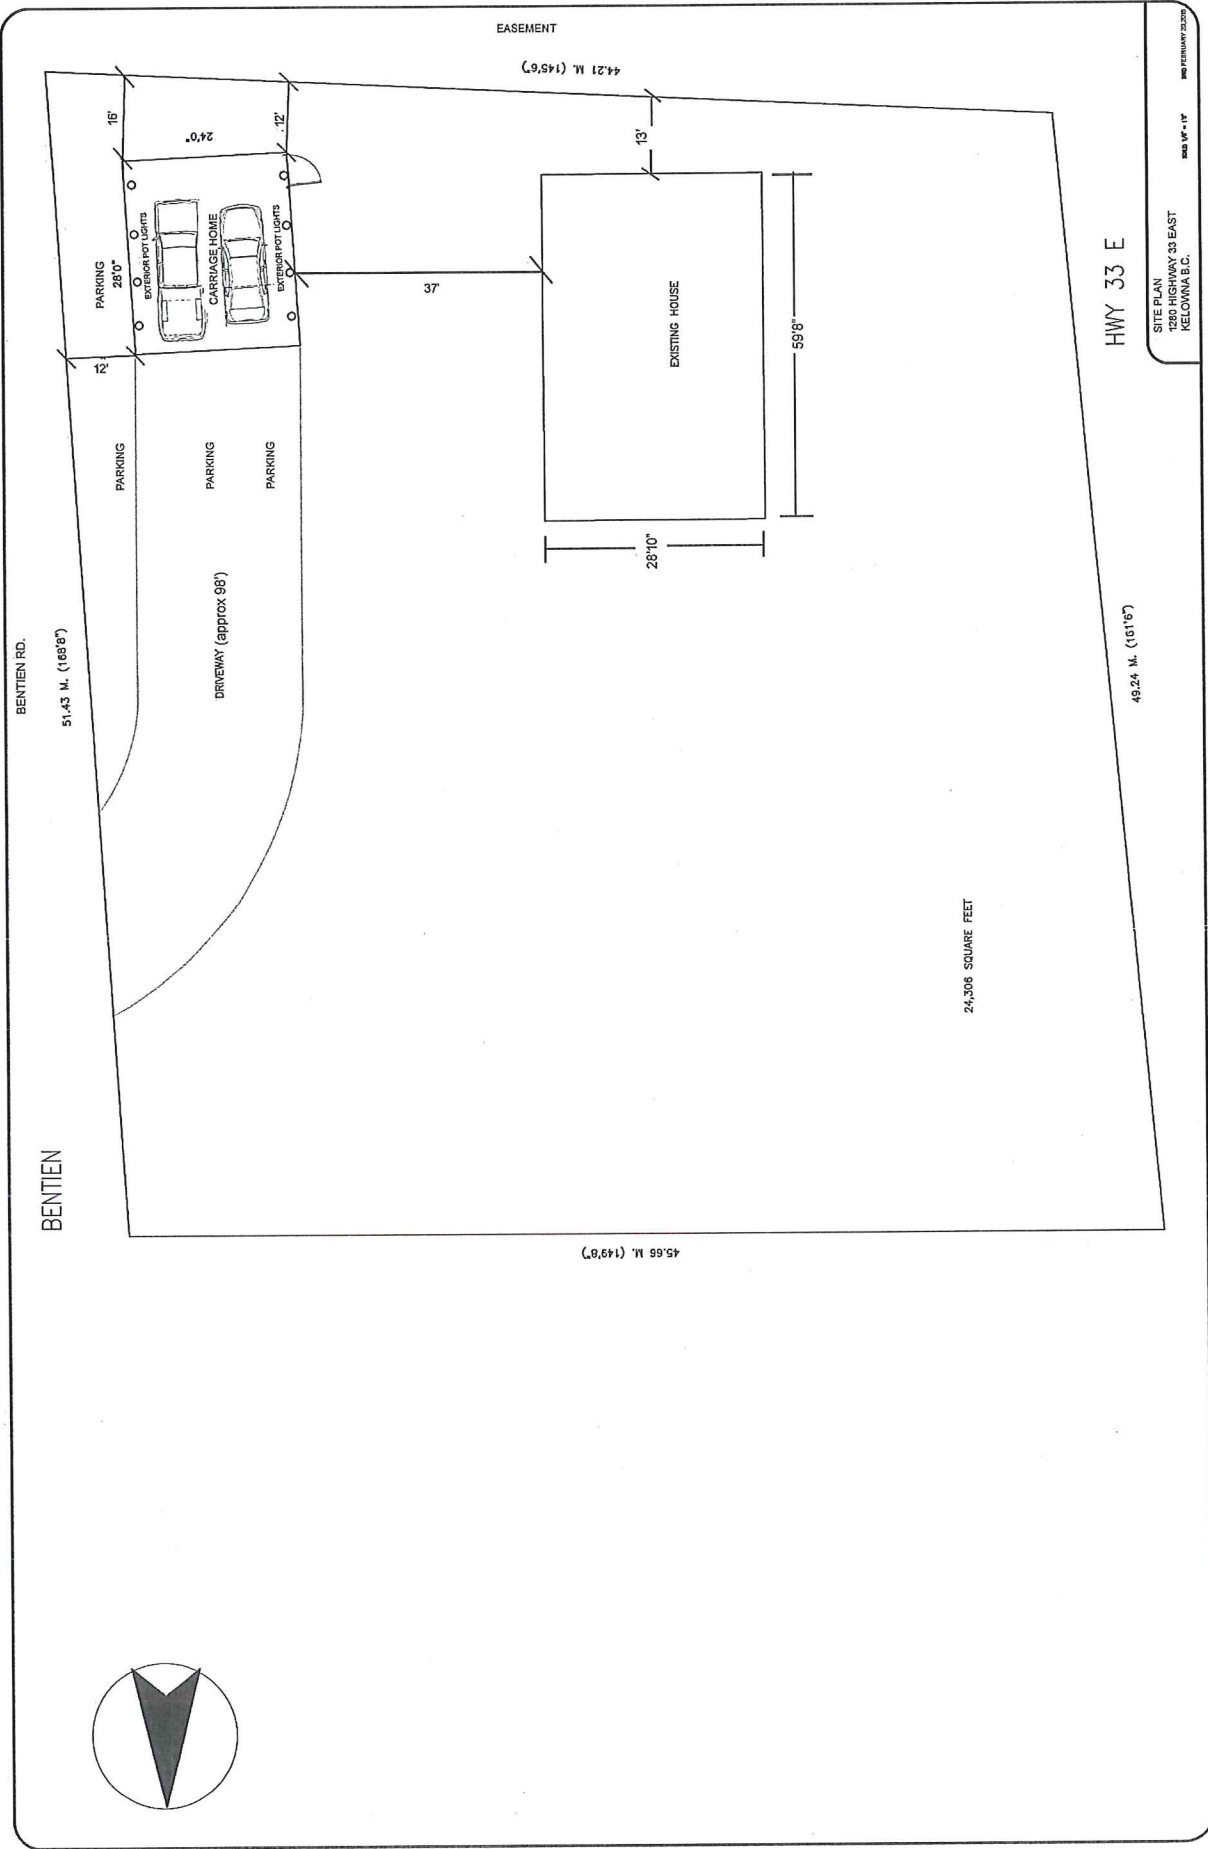 EASEMENT
44.21 M. (145'6")
BENTIEN RD.
51.43 M. (168'8")
BENTIEN
16'
24'0"
12'
PARKING
28'0"
EXTERIOR POT LIGHTS
CARRIAGE HOME
EXTERIOR POT LIGHTS
12'
37'
13'
PARKING
PARKING
PARKING
DRIVEWAY (approx 98')
EXISTING HOUSE
59'8"
28'10"
24,306 SQUARE FEET
49.24 M. (161'6")
45.66 M. (149'8")
HWY 33 E
SITE PLAN
1280 HIGHWAY 33 EAST
KELOWNA B.C.